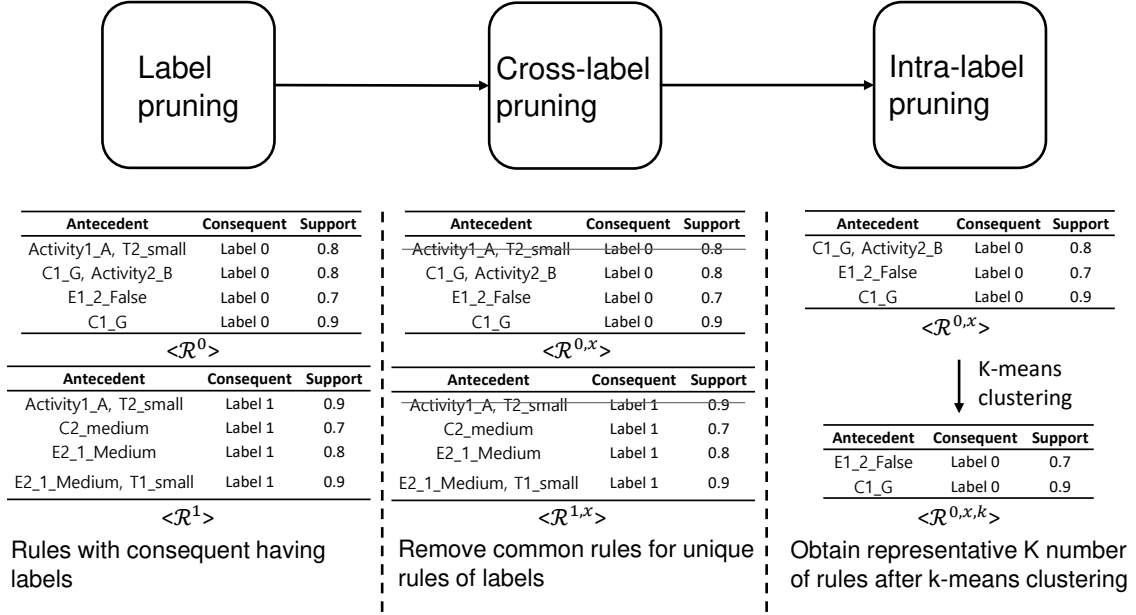 Label
pruning
Cross-label
pruning
Intra-label
pruning
Antecedent Consequent Support
Activity1_A, T2_small Label 0 0.8
C1_G, Activity2_B Label 0 0.8
E1_2_False Label 0 0.7
C1_G Label 0 0.9
<ℛ⁰>
Antecedent Consequent Support
Activity1_A, T2_small Label 1 0.9
C2_medium Label 1 0.7
E2_1_Medium Label 1 0.8
E2_1_Medium, T1_small Label 1 0.9
<ℛ¹>
Rules with consequent having
labels
Antecedent Consequent Support
Activity1_A, T2_small Label 0 0.8
C1_G, Activity2_B Label 0 0.8
E1_2_False Label 0 0.7
C1_G Label 0 0.9
<ℛ^{0,x}>
Antecedent Consequent Support
Activity1_A, T2_small Label 1 0.9
C2_medium Label 1 0.7
E2_1_Medium Label 1 0.8
E2_1_Medium, T1_small Label 1 0.9
<ℛ^{1,x}>
Remove common rules for unique
rules of labels
Antecedent Consequent Support
C1_G, Activity2_B Label 0 0.8
E1_2_False Label 0 0.7
C1_G Label 0 0.9
<ℛ^{0,x}>
K-means
clustering
Antecedent Consequent Support
E1_2_False Label 0 0.7
C1_G Label 0 0.9
<ℛ^{0,x,k}>
Obtain representative K number
of rules after k-means clustering